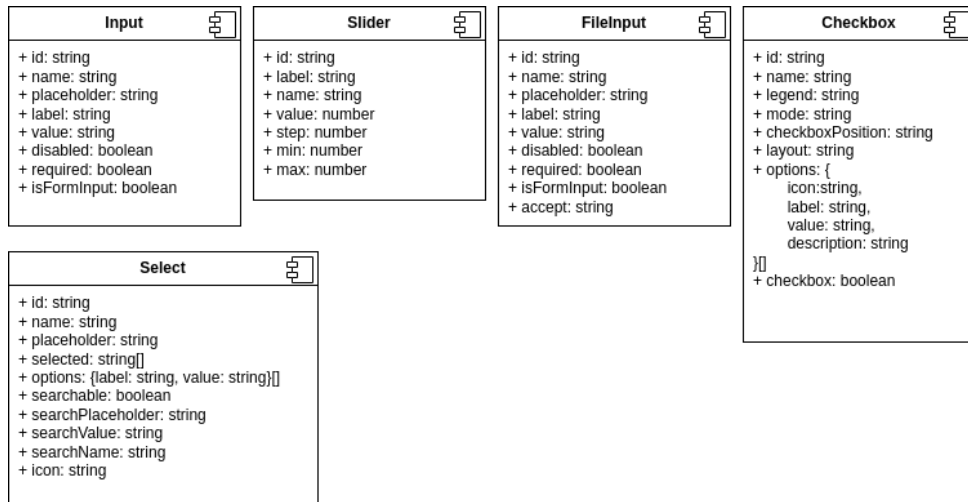 Input
+ id: string
+ name: string
+ placeholder: string
+ label: string
+ value: string
+ disabled: boolean
+ required: boolean
+ isFormInput: boolean
Slider
+ id: string
+ label: string
+ name: string
+ value: number
+ step: number
+ min: number
+ max: number
FileInput
+ id: string
+ name: string
+ placeholder: string
+ label: string
+ value: string
+ disabled: boolean
+ required: boolean
+ isFormInput: boolean
+ accept: string
Checkbox
+ id: string
+ name: string
+ legend: string
+ mode: string
+ checkboxPosition: string
+ layout: string
+ options: {
icon:string,
label: string,
value: string,
description: string
}[]
+ checkbox: boolean
Select
+ id: string
+ name: string
+ placeholder: string
+ selected: string[]
+ options: {label: string, value: string}[]
+ searchable: boolean
+ searchPlaceholder: string
+ searchValue: string
+ searchName: string
+ icon: string